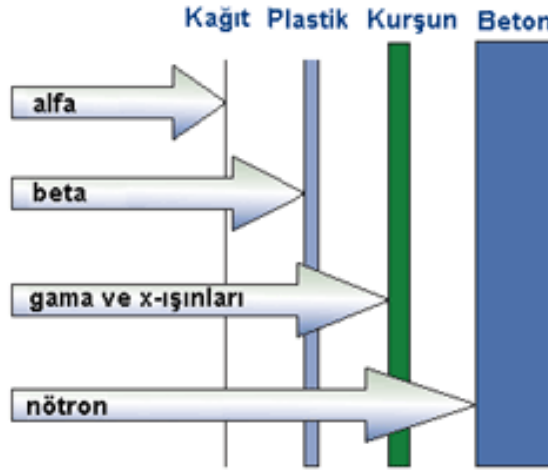 Kağıt Plastik Kurşun Beton
alfa
beta
gama ve x-ışınları
nötron